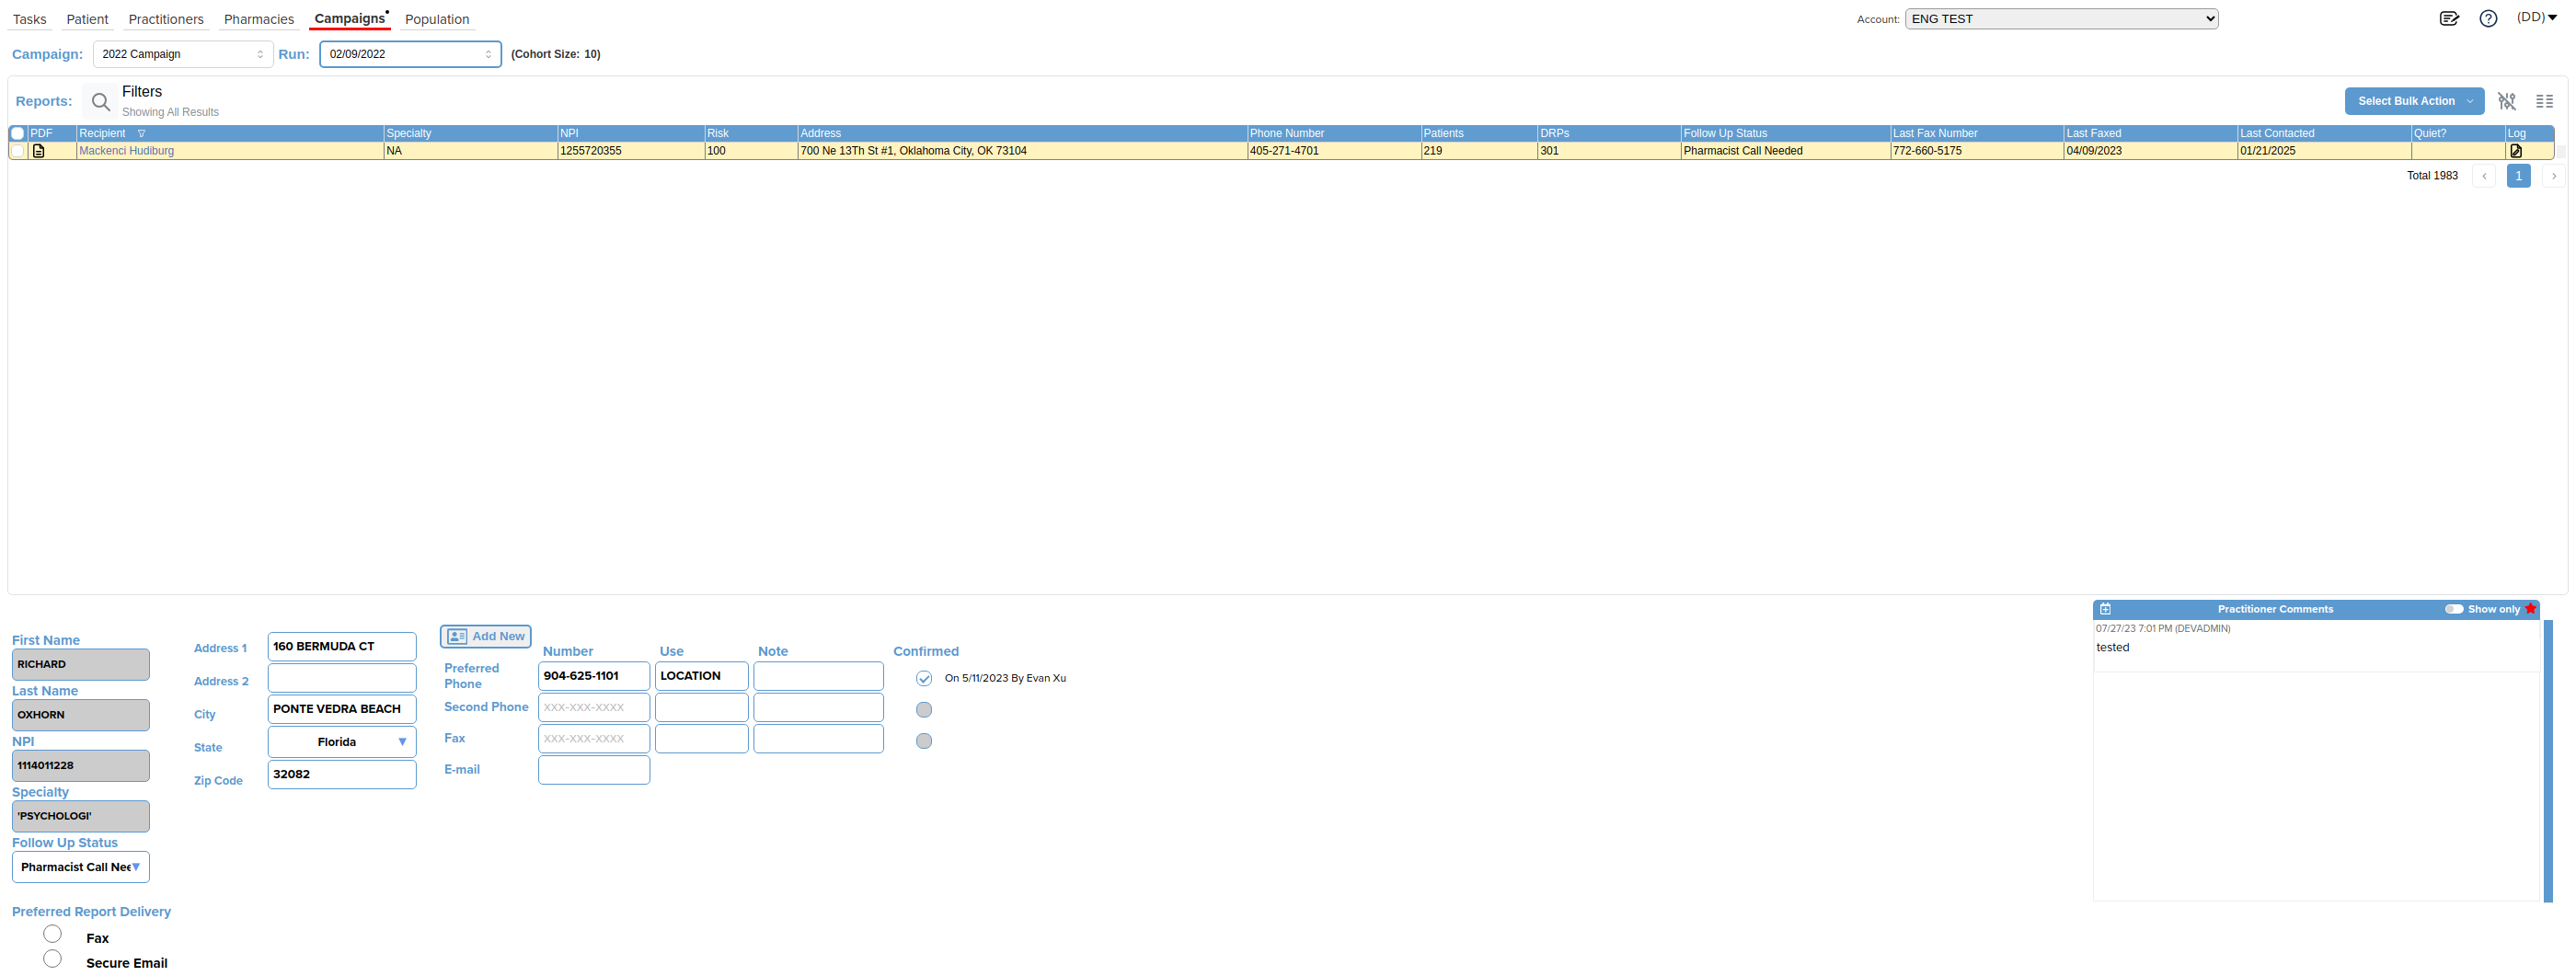 Tasks Patient Practitioners Pharmacies Campaigns Population Account: ENG TEST (DD)
Campaign: 2022 Campaign Run: 02/09/2022 (Cohort Size: 10)
Reports: Filters
Showing All Results
Select Bulk Action
PDF Recipient Specialty NPI Risk Address Phone Number Patients DRPs Follow Up Status Last Fax Number Last Faxed Last Contacted Quiet? Log
Mackenci Hudiburg NA 1255720355 100 700 Ne 13Th St #1, Oklahoma City, OK 73104 405-271-4701 219 301 Pharmacist Call Needed 772-660-5175 04/09/2023 01/21/2025
Total 1983 1
First Name
RICHARD
Last Name
OXHORN
NPI
1114011228
Specialty
'PSYCHOLOGI'
Follow Up Status
Pharmacist Call Nee
Preferred Report Delivery
Fax
Secure Email
Address 1 160 BERMUDA CT
Address 2
City PONTE VEDRA BEACH
State Florida
Zip Code 32082
Add New
Number Use Note Confirmed
Preferred Phone 904-625-1101 LOCATION On 5/11/2023 By Evan Xu
Second Phone XXX-XXX-XXXX
Fax XXX-XXX-XXXX
E-mail
Practitioner Comments Show only
07/27/23 7:01 PM (DEVADMIN)
tested